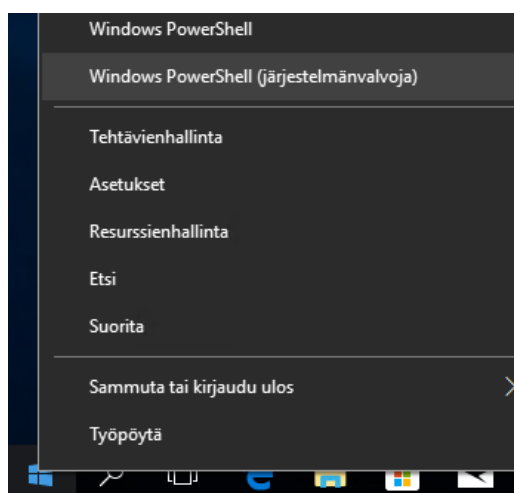 Windows PowerShell
Windows PowerShell (järjestelmänvalvoja)
Tehtävienhallinta
Asetukset
Resurssienhallinta
Etsi
Suorita
Sammuta tai kirjaudu ulos
Työpöytä